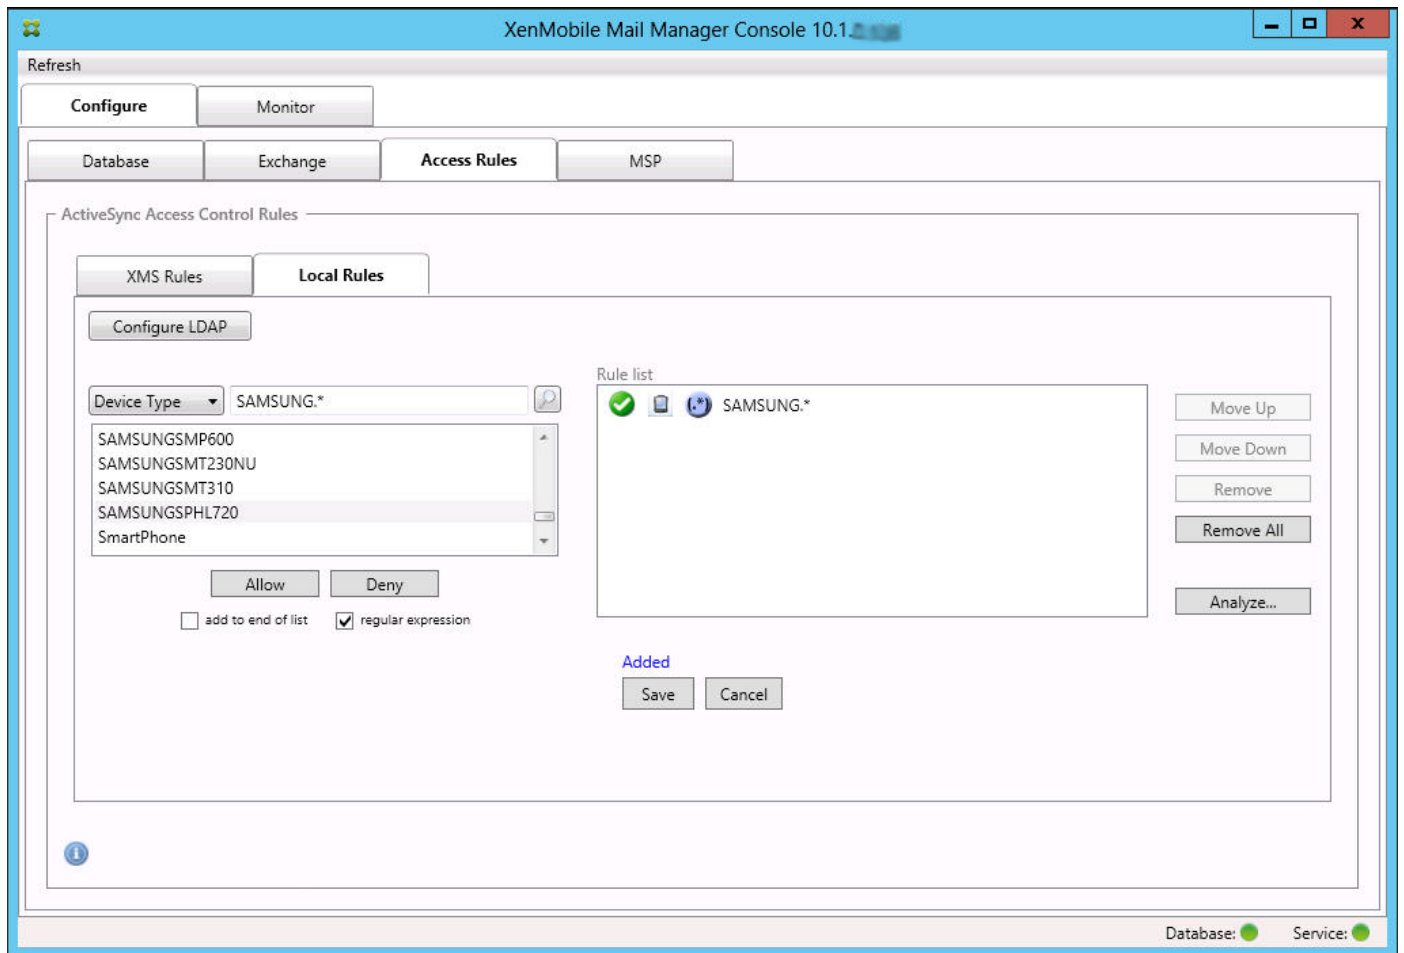 XenMobile Mail Manager Console 10.1.
Refresh
Configure
Monitor
Database
Exchange
Access Rules
MSP
ActiveSync Access Control Rules
XMS Rules
Local Rules
Configure LDAP
Device Type
SAMSUNG.*
SAMSUNGSMP600
SAMSUNGSMT230NU
SAMSUNGSMT310
SAMSUNGSPHL720
SmartPhone
Allow
Deny
add to end of list
regular expression
Rule list
(.*) SAMSUNG.*
Move Up
Move Down
Remove
Remove All
Analyze...
Added
Save
Cancel
Database:
Service: